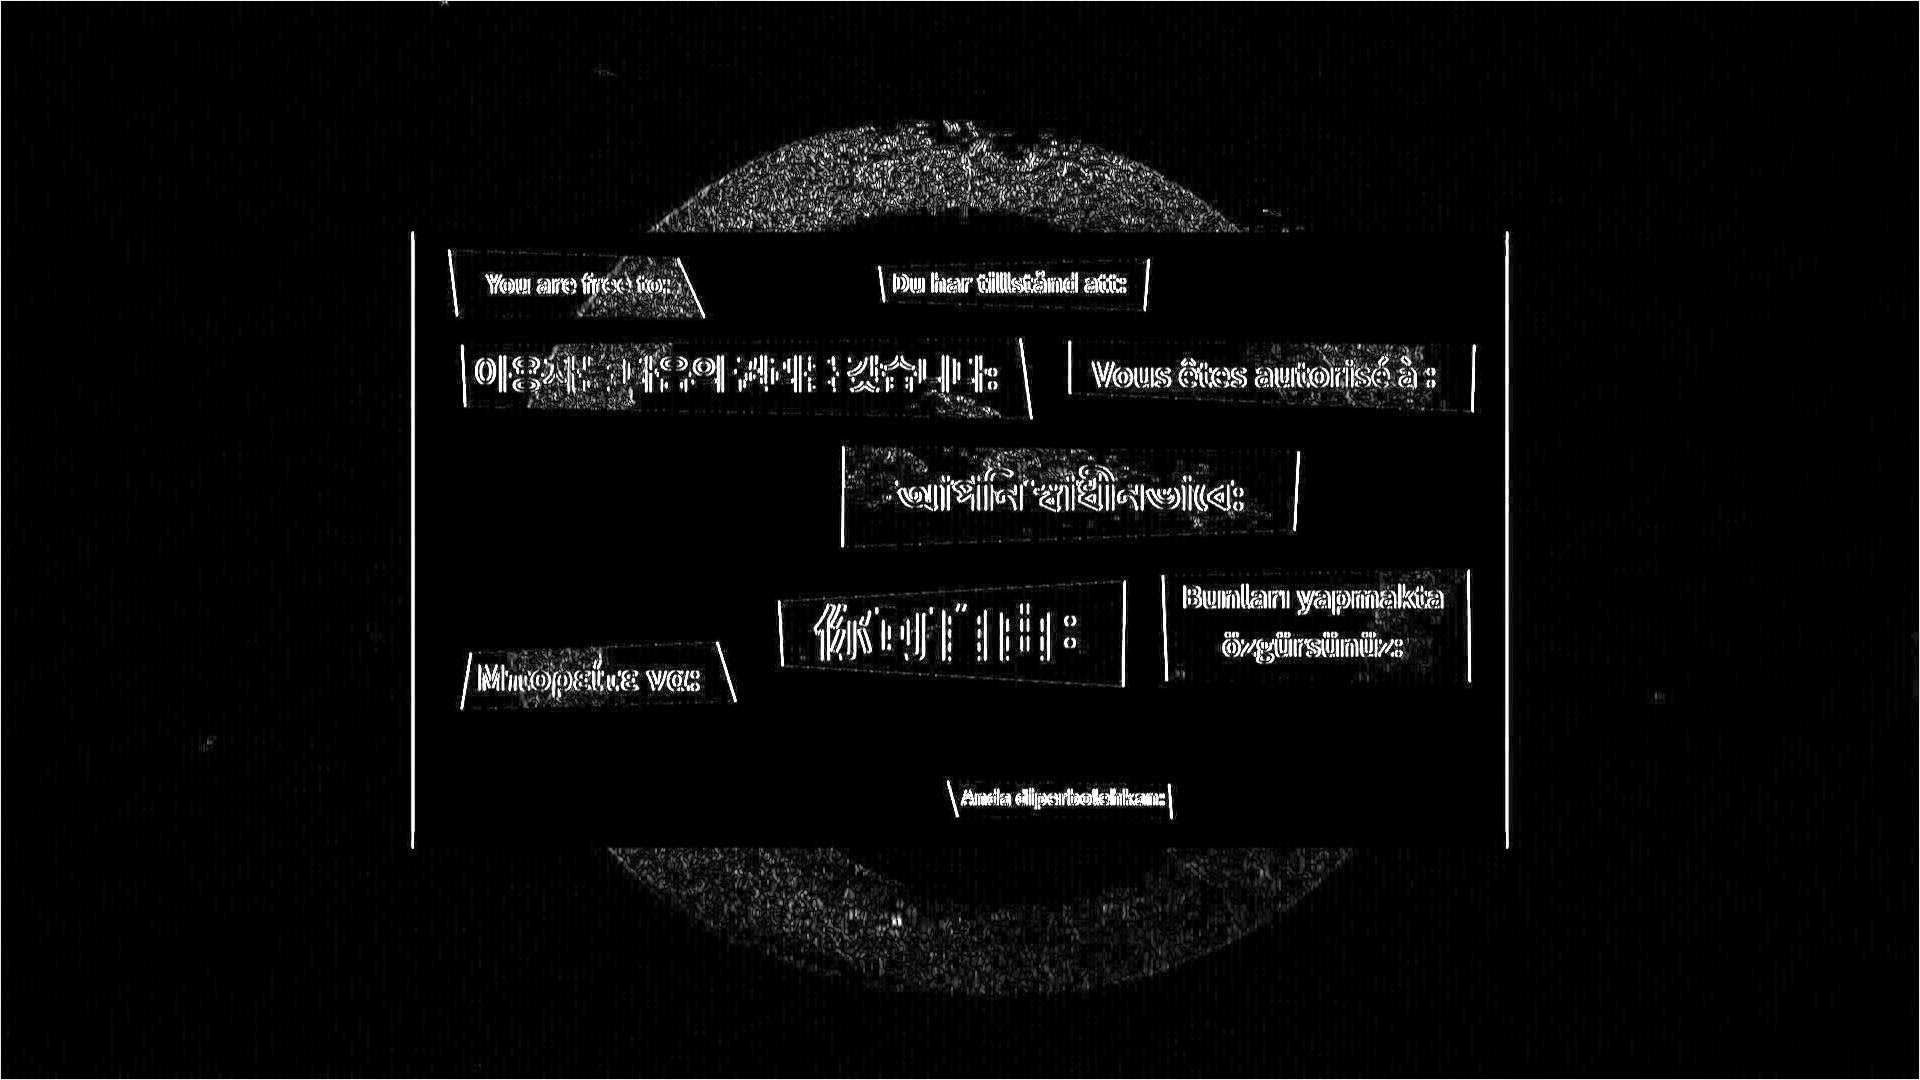 You are free to:
Du har tillstånd att:
이용자는 다음의 권리를 갖습니다:
Vous êtes autorisé à :
আপনি স্বাধীনভাবে:
你可自由:
Bunları yapmakta
özgürsünüz:
Μπορείτε να:
Anda diperbolehkan: